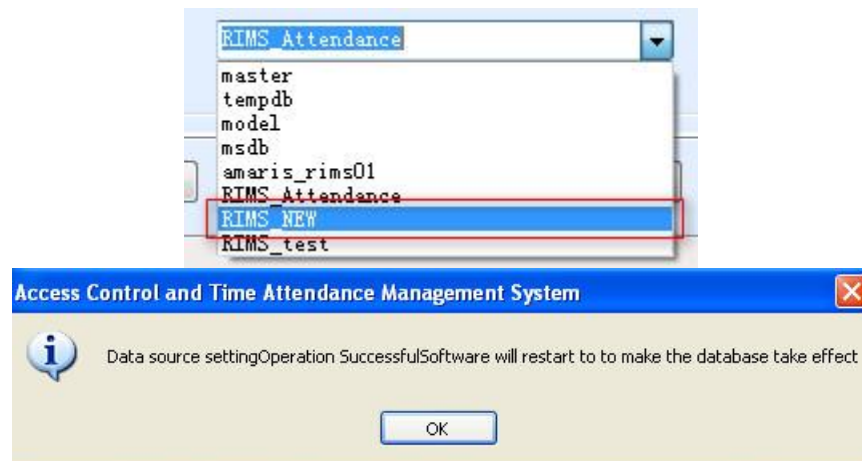 RIMS_Attendance
master
tempdb
model
msdb
amaris_rims01
RIMS_Attendance
RIMS_NEW
RIMS_test
Access Control and Time Attendance Management System
Data source settingOperation SuccessfulSoftware will restart to to make the database take effect
OK